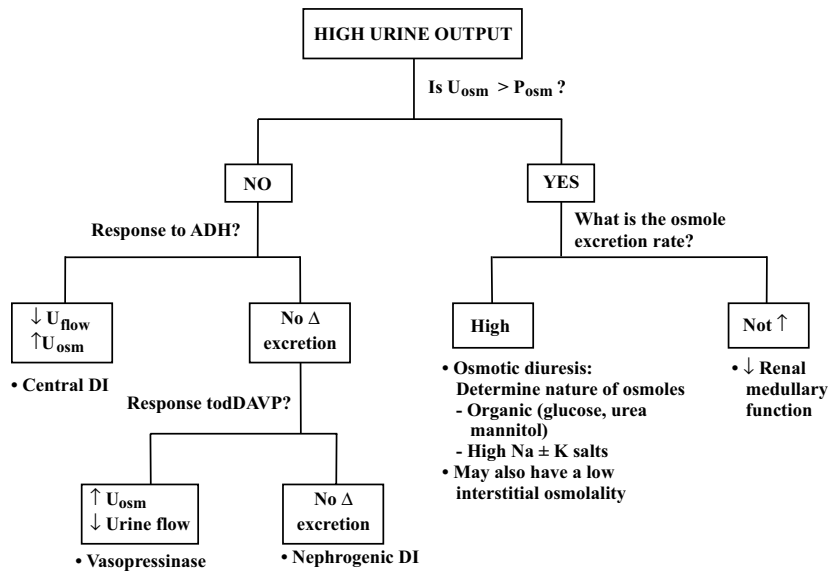 HIGH URINE OUTPUT
Is Uosm > Posm ?
NO
YES
Response to ADH?
What is the osmole
excretion rate?
↓ Uflow
↑Uosm
No Δ
excretion
High
Not ↑
• Central DI
• Osmotic diuresis:
Determine nature of osmoles
- Organic (glucose, urea
mannitol)
- High Na ± K salts
• May also have a low
interstitial osmolality
• ↓ Renal
medullary
function
Response todDAVP?
↑ Uosm
↓ Urine flow
No Δ
excretion
• Vasopressinase
• Nephrogenic DI